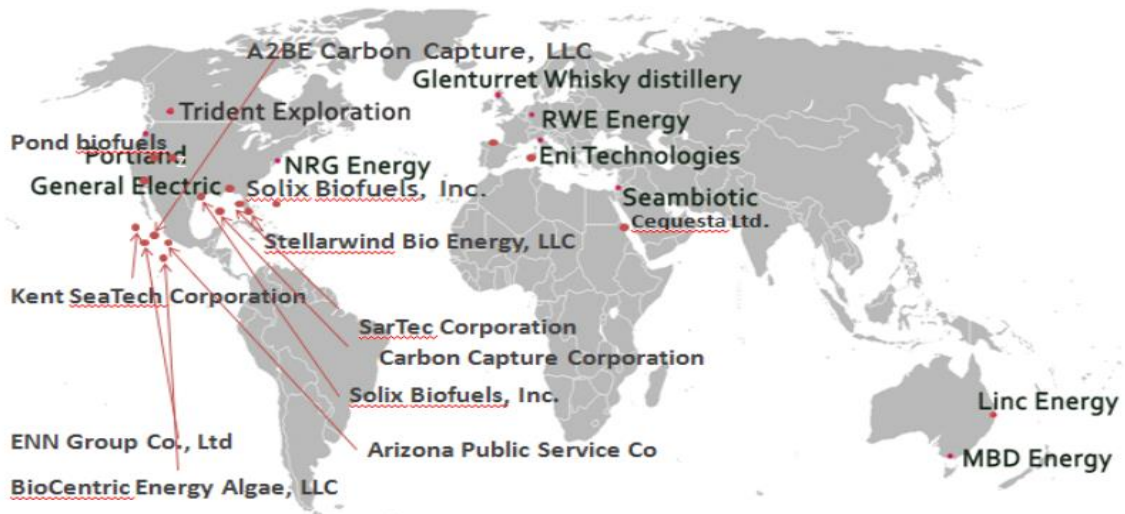 A2BE Carbon Capture, LLC
Glenturret Whisky distillery
Trident Exploration
RWE Energy
Pond biofuels
Portland
NRG Energy
Eni Technologies
General Electric
Solix Biofuels, Inc.
Seambiotic
Cequesta Ltd.
Stellarwind Bio Energy, LLC
Kent SeaTech Corporation
SarTec Corporation
Carbon Capture Corporation
Solix Biofuels, Inc.
Linc Energy
ENN Group Co., Ltd
Arizona Public Service Co
MBD Energy
BioCentric Energy Algae, LLC